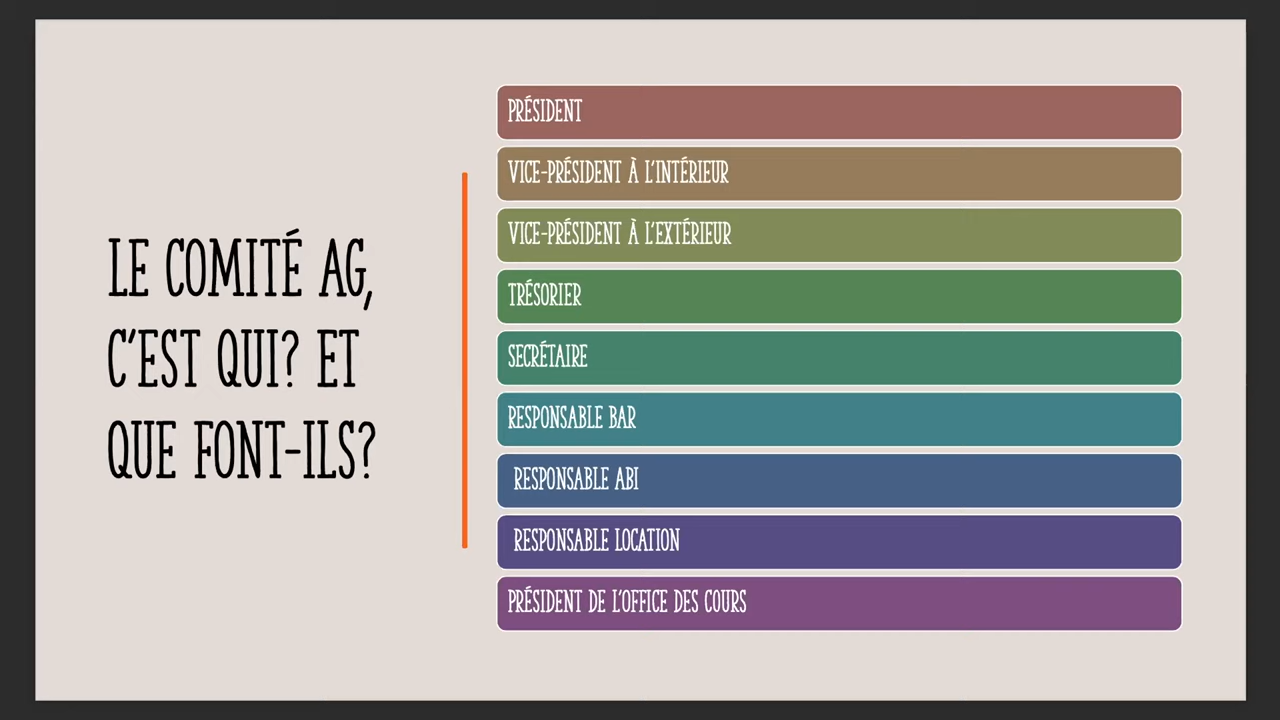 LE COMITÉ AG,
C'EST QUI? ET
QUE FONT-ILS?
PRÉSIDENT
VICE-PRÉSIDENT À L'INTÉRIEUR
VICE-PRÉSIDENT À L'EXTÉRIEUR
TRÉSORIER
SECRÉTAIRE
RESPONSABLE BAR
RESPONSABLE ABI
RESPONSABLE LOCATION
PRÉSIDENT DE L'OFFICE DES COURS